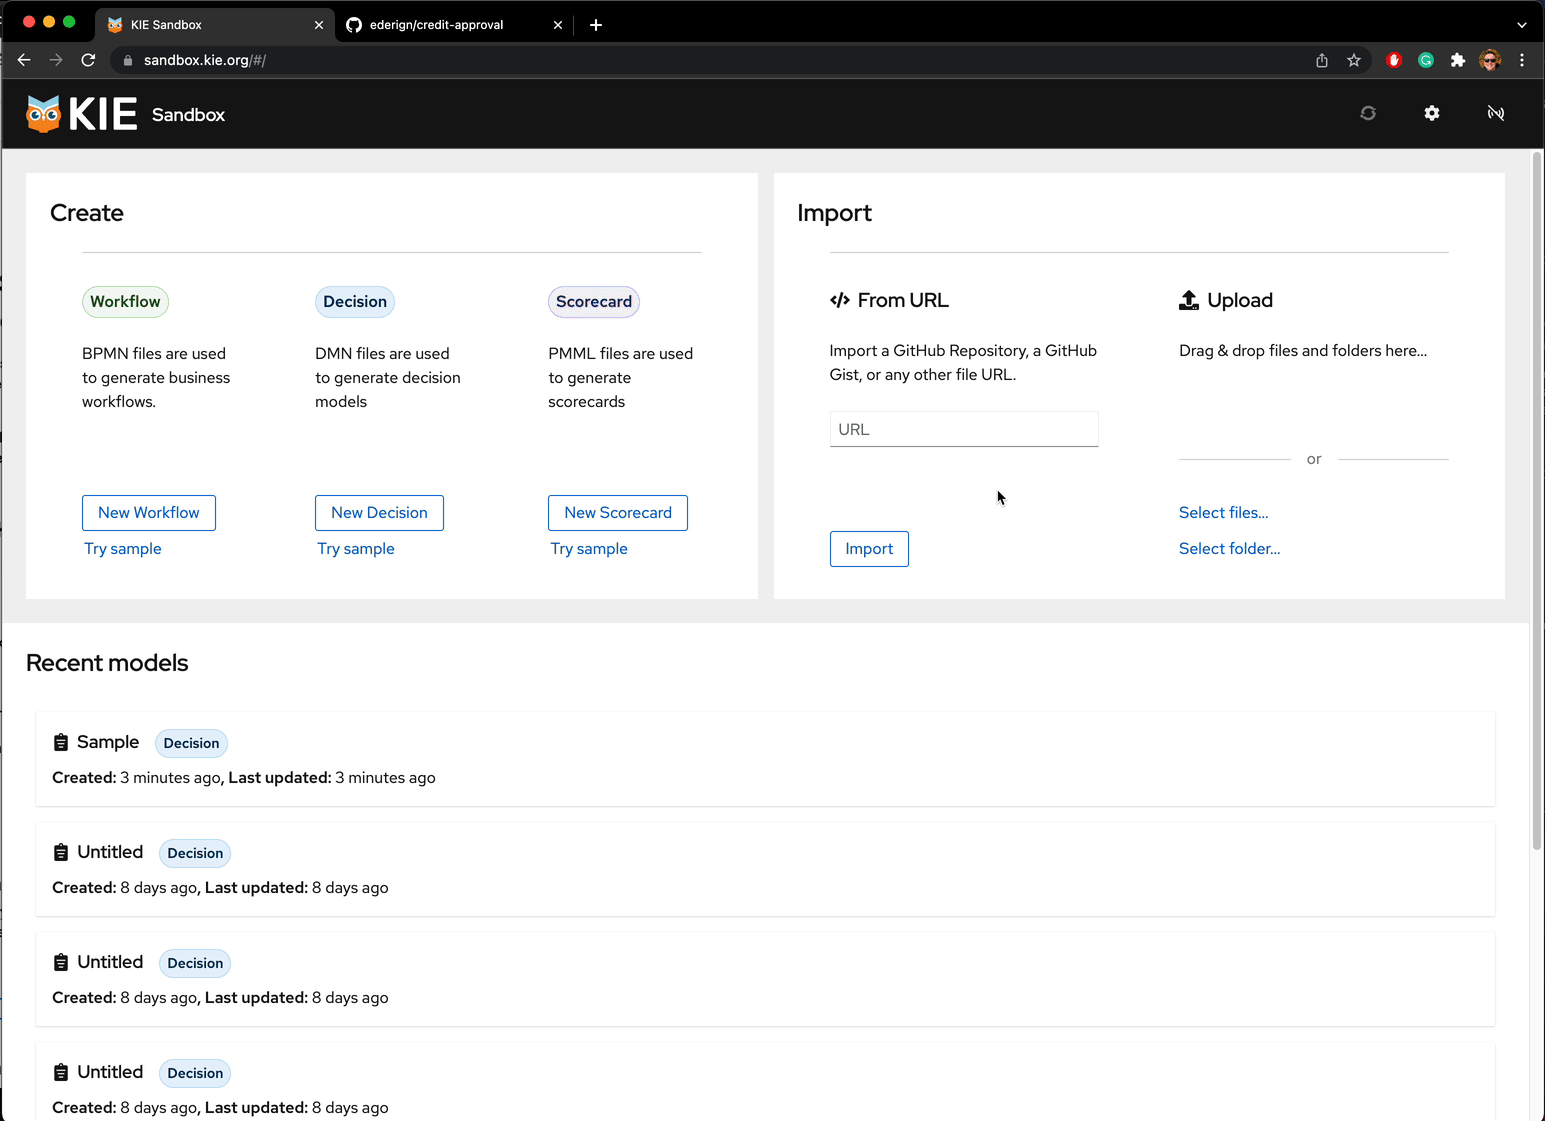 KIE Sandbox
ederign/credit-approval
sandbox.kie.org/#/
KIE Sandbox
Create
Workflow
BPMN files are used
to generate business
workflows.
New Workflow
Try sample
Decision
DMN files are used
to generate decision
models
New Decision
Try sample
Scorecard
PMML files are used
to generate
scorecards
New Scorecard
Try sample
Import
From URL
Import a GitHub Repository, a GitHub
Gist, or any other file URL.
URL
Import
Upload
Drag & drop files and folders here...
or
Select files...
Select folder...
Recent models
Sample Decision
Created: 3 minutes ago, Last updated: 3 minutes ago
Untitled Decision
Created: 8 days ago, Last updated: 8 days ago
Untitled Decision
Created: 8 days ago, Last updated: 8 days ago
Untitled Decision
Created: 8 days ago, Last updated: 8 days ago